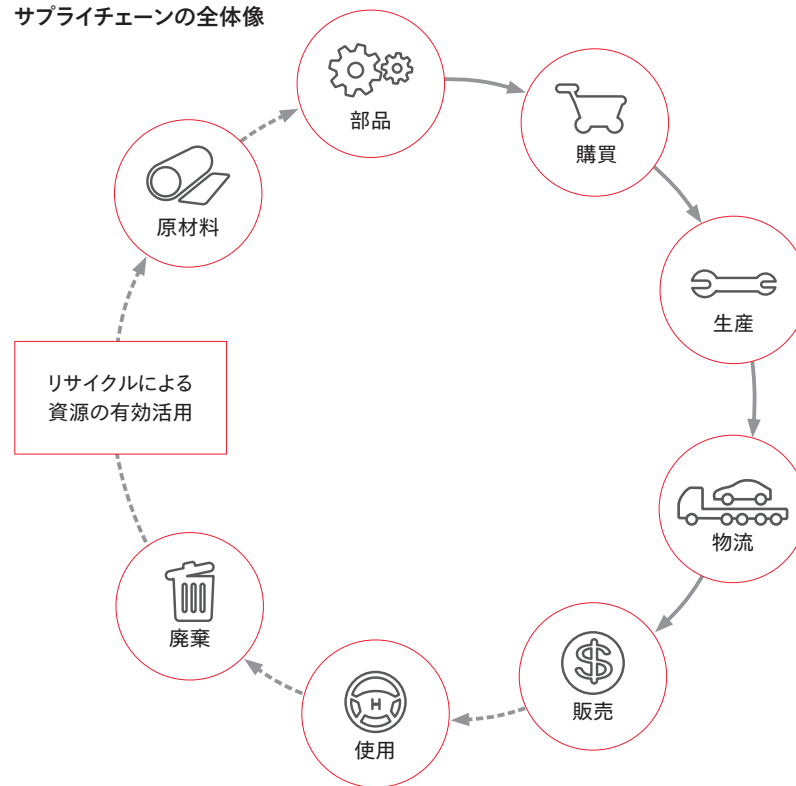 サプライチェーンの全体像
部品
購買
原材料
生産
リサイクルによる
資源の有効活用
物流
廃棄
販売
$
H
使用